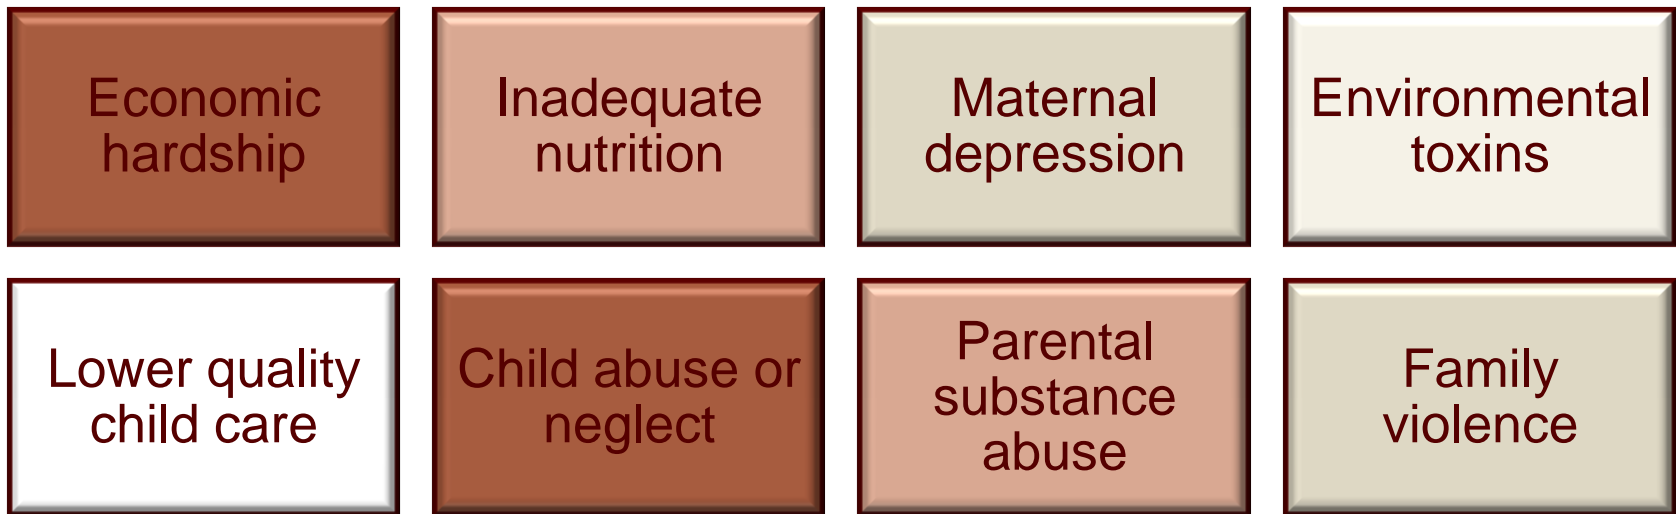 Economic
hardship
Inadequate
nutrition
Maternal
depression
Environmental
toxins
Lower quality
child care
Child abuse or
neglect
Parental
substance
abuse
Family
violence